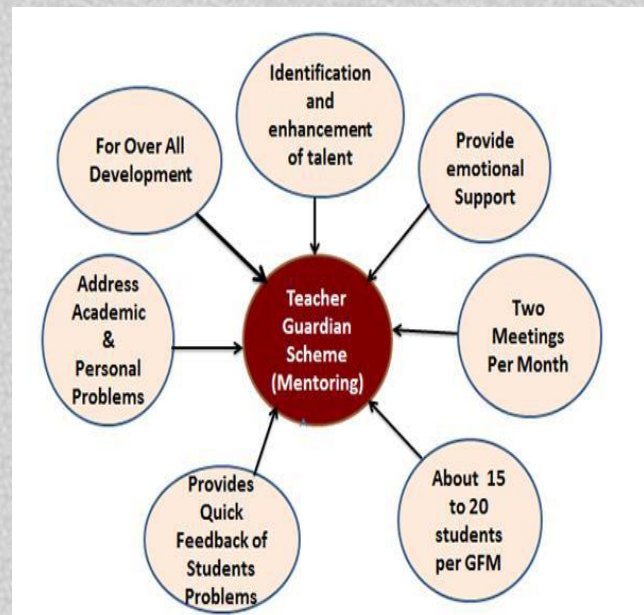 Identification
and
enhancement
of talent
For Over All
Development
Provide
emotional
Support
Address
Academic
&
Personal
Problems
Teacher
Guardian
Scheme
(Mentoring)
Two
Meetings
Per Month
Provides
Quick
Feedback of
Students
Problems
About 15
to 20
students
per GFM